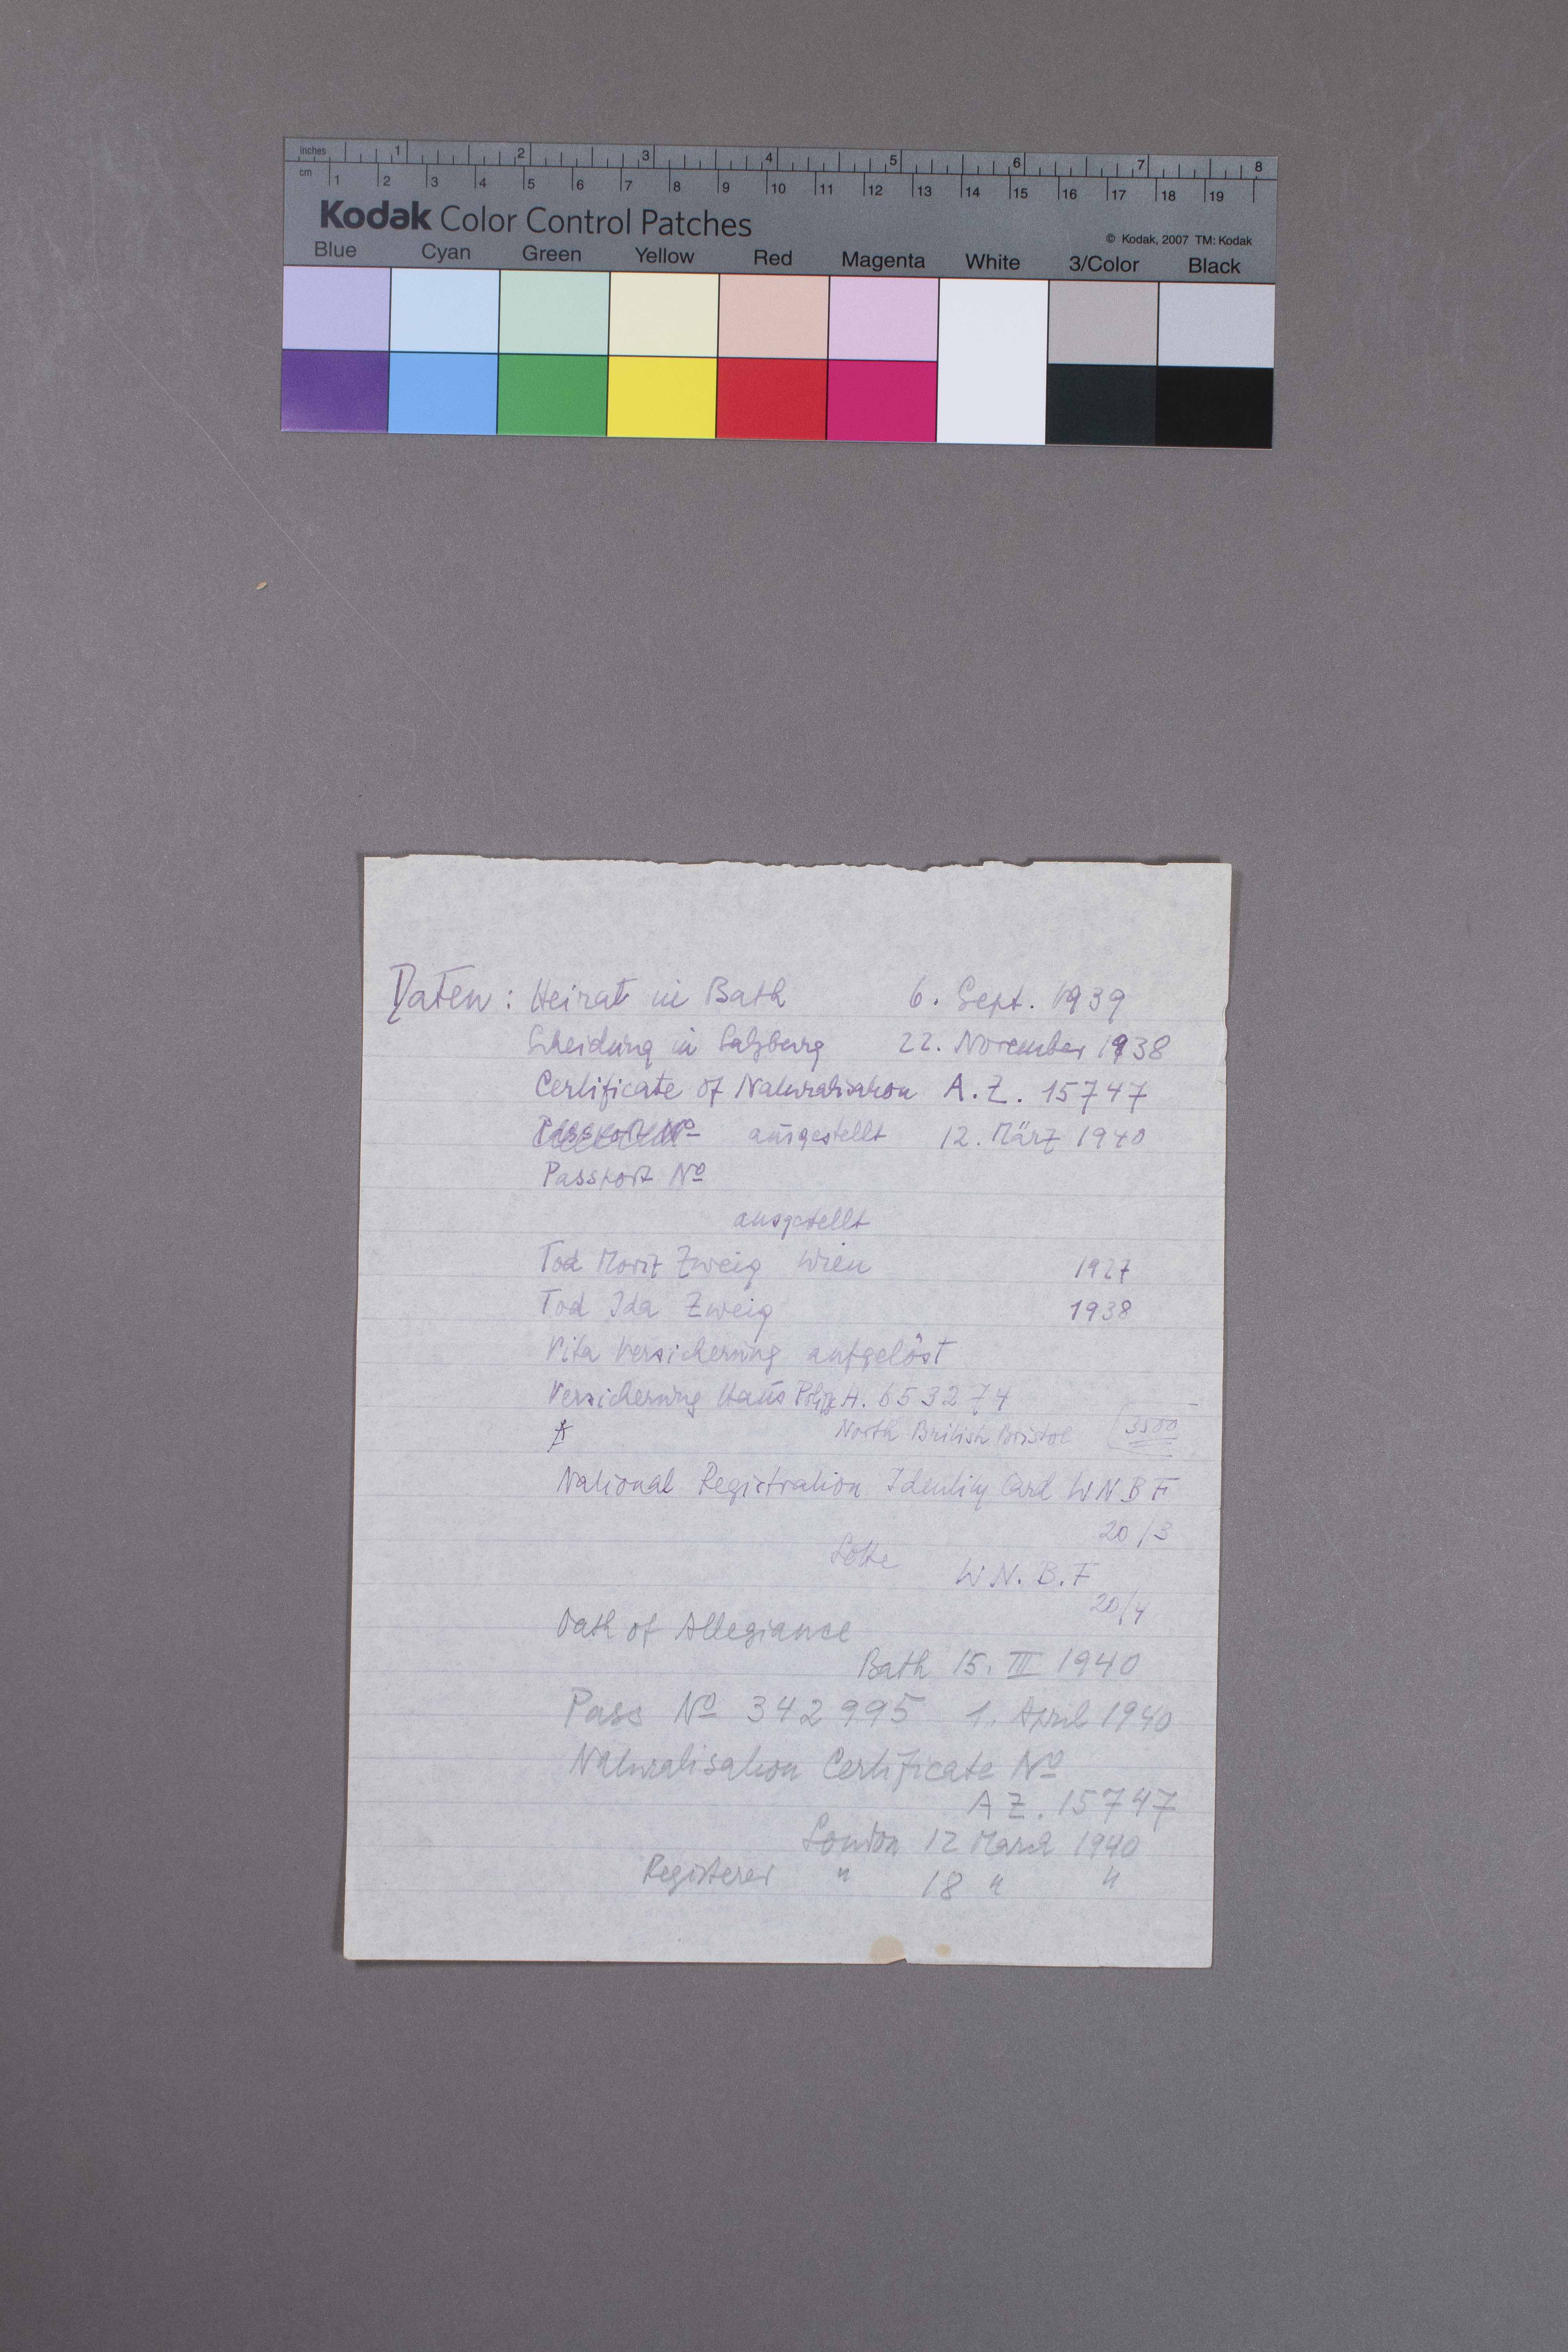 inches 1 2 3 4 5 6 7 8
cm 1 2 3 4 5 6 7 8 9 10 11 12 13 14 15 16 17 18 19
Kodak Color Control Patches
© Kodak, 2007 TM: Kodak
Blue Cyan Green Yellow Red Magenta White 3/Color Black
Daten: Heirat in Bath 6. Sept. 1939
Scheidung in Salzburg 22. November 1938
Certificate of Naturalisation A.Z. 15747
Passport Nº ausgestellt 12. März 1940
Passport Nº
ausgestellt
Tod Moriz Zweig Wien 1927
Tod Ida Zweig 1938
Vita Versicherung aufgelöst
Versicherung Haus Polizze H. 653274
North British Bristol 3500
National Registration Identity Card WNBF
20/3
Lotte W.N.B.F
20/4
Oath of Allegiance
Bath 15. III 1940
Pass Nº 342995 1. April 1940
Naturalisation Certificate Nº
AZ. 15747
London 12 March 1940
Registered " 18 " "